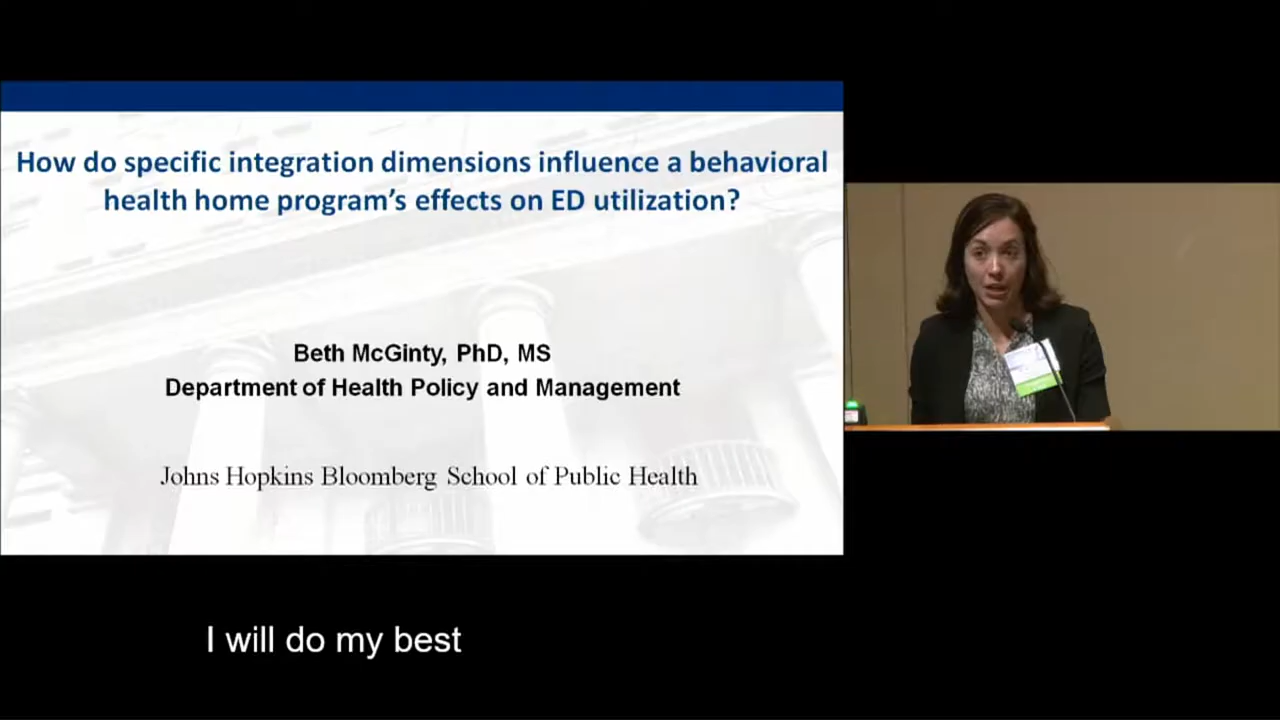 How do specific integration dimensions influence a behavioral
health home program’s effects on ED utilization?
Beth McGinty, PhD, MS
Department of Health Policy and Management
Johns Hopkins Bloomberg School of Public Health
I will do my best